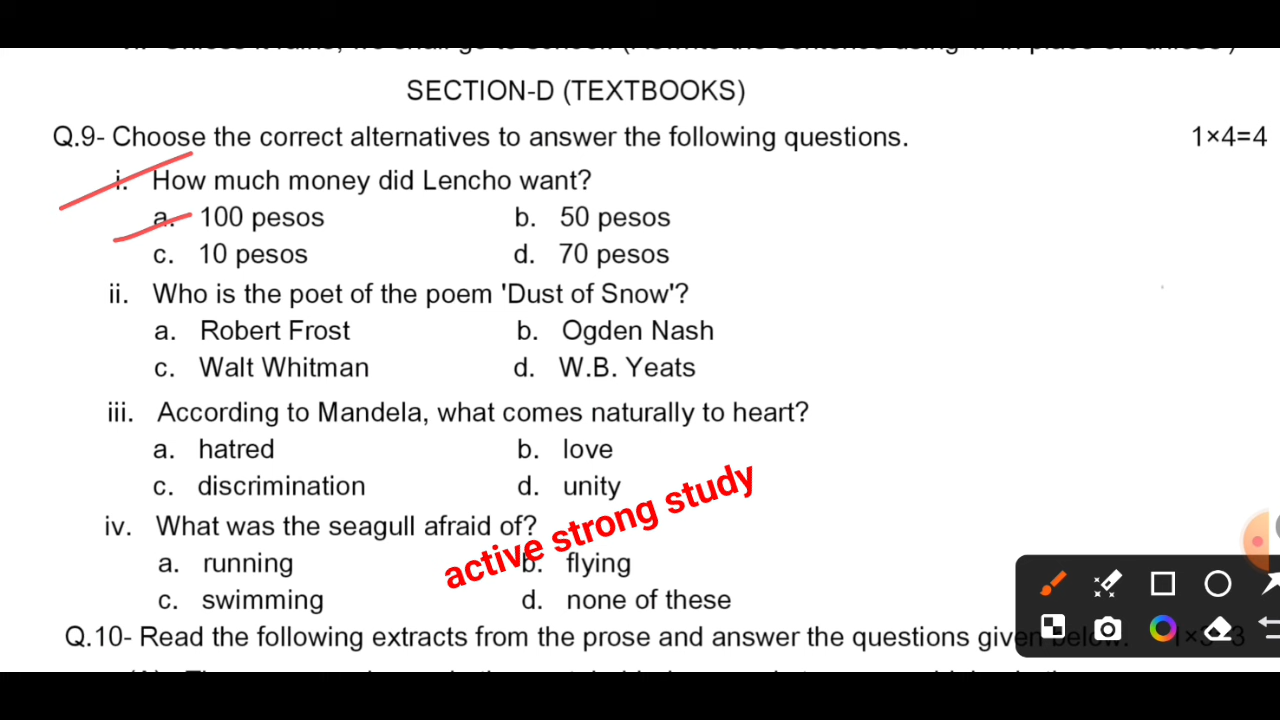 SECTION-D (TEXTBOOKS)
Q.9- Choose the correct alternatives to answer the following questions. 1×4=4
i. How much money did Lencho want?
a. 100 pesos b. 50 pesos
c. 10 pesos d. 70 pesos
ii. Who is the poet of the poem 'Dust of Snow'?
a. Robert Frost b. Ogden Nash
c. Walt Whitman d. W.B. Yeats
iii. According to Mandela, what comes naturally to heart?
a. hatred b. love
c. discrimination d. unity
active strong study
iv. What was the seagull afraid of?
a. running b. flying
c. swimming d. none of these
Q.10- Read the following extracts from the prose and answer the questions given below.